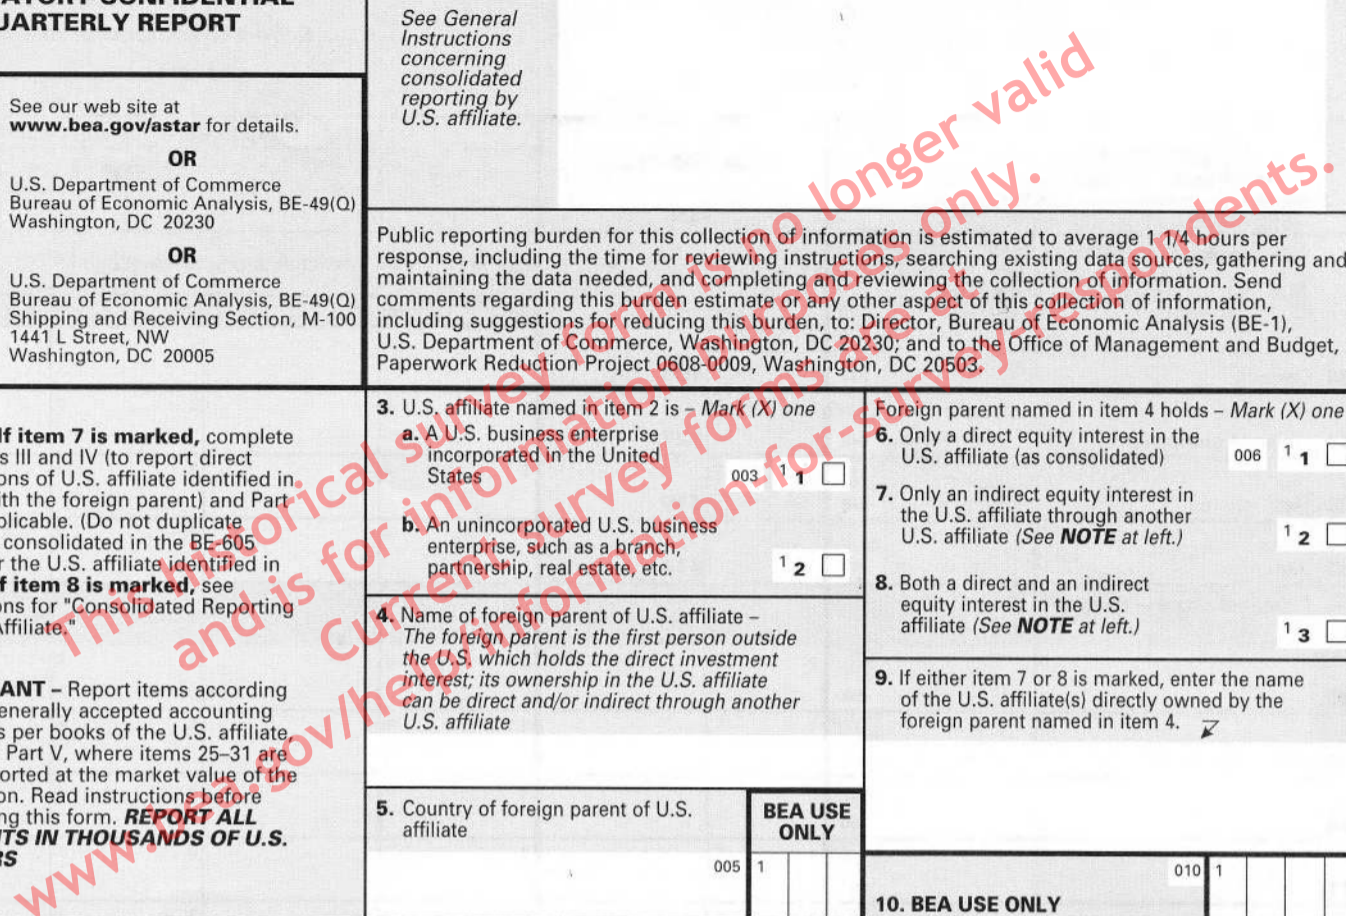 QUARTERLY REPORT
See our web site at
www.bea.gov/astar for details.
OR
U.S. Department of Commerce
Bureau of Economic Analysis, BE-49(Q)
Washington, DC 20230
OR
U.S. Department of Commerce
Bureau of Economic Analysis, BE-49(Q)
Shipping and Receiving Section, M-100
1441 L Street, NW
Washington, DC 20005
If item 7 is marked, complete
s III and IV (to report direct
ons of U.S. affiliate identified in
ith the foreign parent) and Part
plicable. (Do not duplicate
consolidated in the BE-605
r the U.S. affiliate identified in
If item 8 is marked, see
ons for "Consolidated Reporting
Affiliate."
ANT – Report items according
enerally accepted accounting
s per books of the U.S. affiliate,
Part V, where items 25–31 are
orted at the market value of the
on. Read instructions before
ng this form. REPORT ALL
TS IN THOUSANDS OF U.S.
RS
See General
Instructions
concerning
consolidated
reporting by
U.S. affiliate.
Public reporting burden for this collection of information is estimated to average 1 1/4 hours per
response, including the time for reviewing instructions, searching existing data sources, gathering and
maintaining the data needed, and completing and reviewing the collection of information. Send
comments regarding this burden estimate or any other aspect of this collection of information,
including suggestions for reducing this burden, to: Director, Bureau of Economic Analysis (BE-1),
U.S. Department of Commerce, Washington, DC 20230; and to the Office of Management and Budget,
Paperwork Reduction Project 0608-0009, Washington, DC 20503.
3. U.S. affiliate named in item 2 is – Mark (X) one
a. A U.S. business enterprise
incorporated in the United
States 003 1 1
b. An unincorporated U.S. business
enterprise, such as a branch,
partnership, real estate, etc. 1 2
4. Name of foreign parent of U.S. affiliate –
The foreign parent is the first person outside
the U.S. which holds the direct investment
interest; its ownership in the U.S. affiliate
can be direct and/or indirect through another
U.S. affiliate
5. Country of foreign parent of U.S.
affiliate
BEA USE
ONLY
005 1
Foreign parent named in item 4 holds – Mark (X) one
6. Only a direct equity interest in the
U.S. affiliate (as consolidated) 006 1 1
7. Only an indirect equity interest in
the U.S. affiliate through another
U.S. affiliate (See NOTE at left.) 1 2
8. Both a direct and an indirect
equity interest in the U.S.
affiliate (See NOTE at left.) 1 3
9. If either item 7 or 8 is marked, enter the name
of the U.S. affiliate(s) directly owned by the
foreign parent named in item 4.
010 1
10. BEA USE ONLY
This historical survey form is no longer valid
and is for information purposes only.
Current survey forms are at
www.bea.gov/help/information-for-survey-respondents.